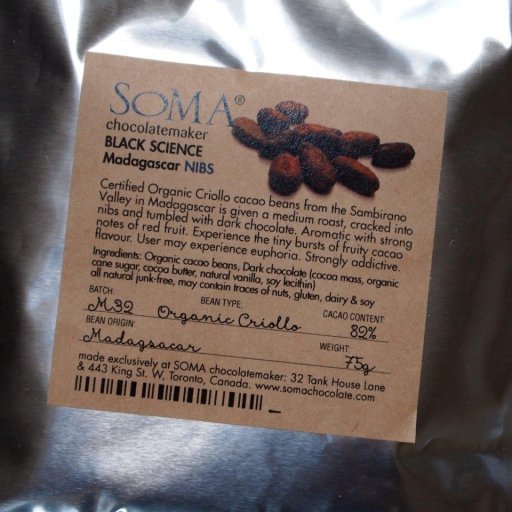 SOMA®
chocolatemaker
BLACK SCIENCE
Madagascar NIBS
Certified Organic Criollo cacao beans from the Sambirano
Valley in Madagascar is given a medium roast, cracked into
nibs and tumbled with dark chocolate. Aromatic with strong
notes of red fruit. Experience the tiny bursts of fruity cacao
flavour. User may experience euphoria. Strongly addictive.
Ingredients: Organic cacao beans, Dark chocolate (cocoa mass, organic
cane sugar, cocoa butter, natural vanilla, soy lecithin)
all natural junk-free, may contain traces of nuts, gluten, dairy & soy
BATCH: BEAN TYPE: CACAO CONTENT:
M32 Organic Criollo 82%
BEAN ORIGIN: WEIGHT:
Madagsacar 75g
made exclusively at SOMA chocolatemaker: 32 Tank House Lane
& 443 King St. W, Toronto, Canada. www.somachocolate.com